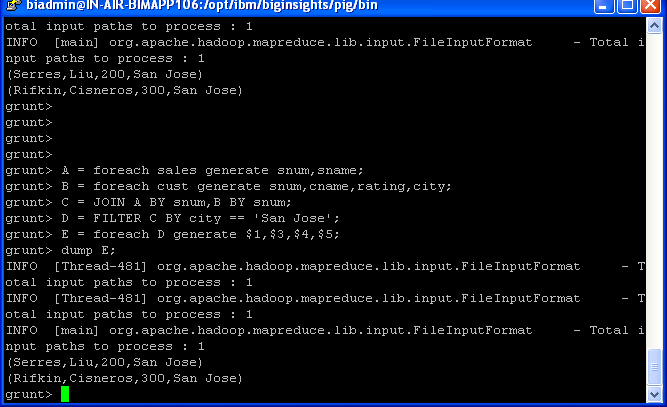 biadmin@IN-AIR-BIMAPP106:/opt/ibm/biginsights/pig/bin
otal input paths to process : 1
INFO  [main] org.apache.hadoop.mapreduce.lib.input.FileInputFormat     - Total i
nput paths to process : 1
(Serres,Liu,200,San Jose)
(Rifkin,Cisneros,300,San Jose)
grunt>
grunt>
grunt>
grunt>
grunt> A = foreach sales generate snum,sname;
grunt> B = foreach cust generate snum,cname,rating,city;
grunt> C = JOIN A BY snum,B BY snum;
grunt> D = FILTER C BY city == 'San Jose';
grunt> E = foreach D generate $1,$3,$4,$5;
grunt> dump E;
INFO  [Thread-481] org.apache.hadoop.mapreduce.lib.input.FileInputFormat     - T
otal input paths to process : 1
INFO  [Thread-481] org.apache.hadoop.mapreduce.lib.input.FileInputFormat     - T
otal input paths to process : 1
INFO  [main] org.apache.hadoop.mapreduce.lib.input.FileInputFormat     - Total i
nput paths to process : 1
(Serres,Liu,200,San Jose)
(Rifkin,Cisneros,300,San Jose)
grunt>